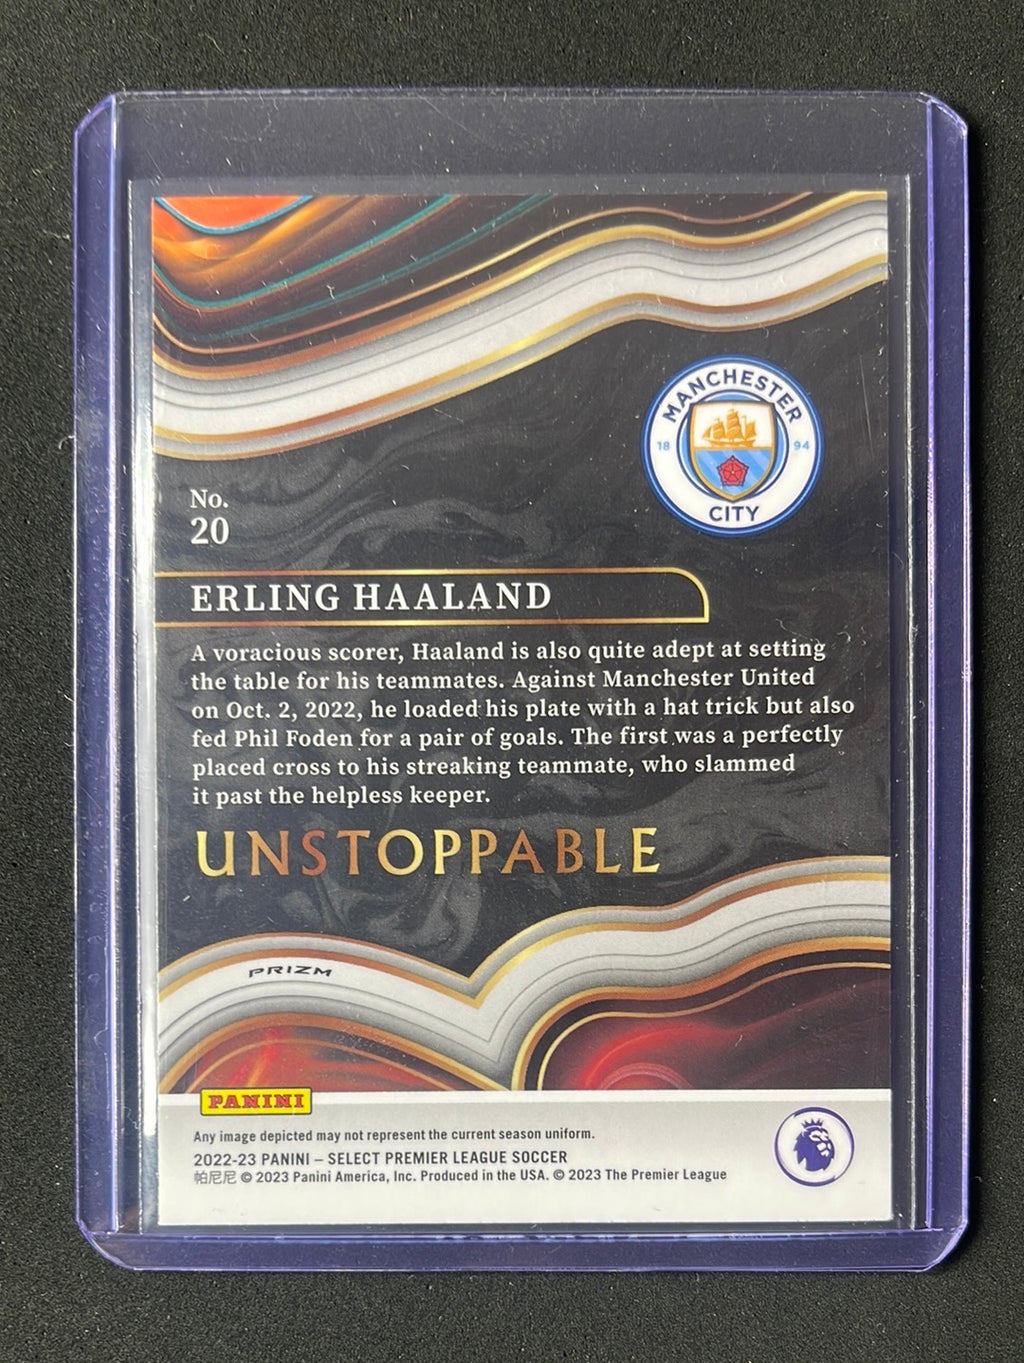 MANCHESTER
18 94
CITY
No.
20
ERLING HAALAND
A voracious scorer, Haaland is also quite adept at setting
the table for his teammates. Against Manchester United
on Oct. 2, 2022, he loaded his plate with a hat trick but also
fed Phil Foden for a pair of goals. The first was a perfectly
placed cross to his streaking teammate, who slammed
it past the helpless keeper.
UNSTOPPABLE
PRIZM
PANINI
Any image depicted may not represent the current season uniform.
2022-23 PANINI – SELECT PREMIER LEAGUE SOCCER
帕尼尼 © 2023 Panini America, Inc. Produced in the USA. © 2023 The Premier League